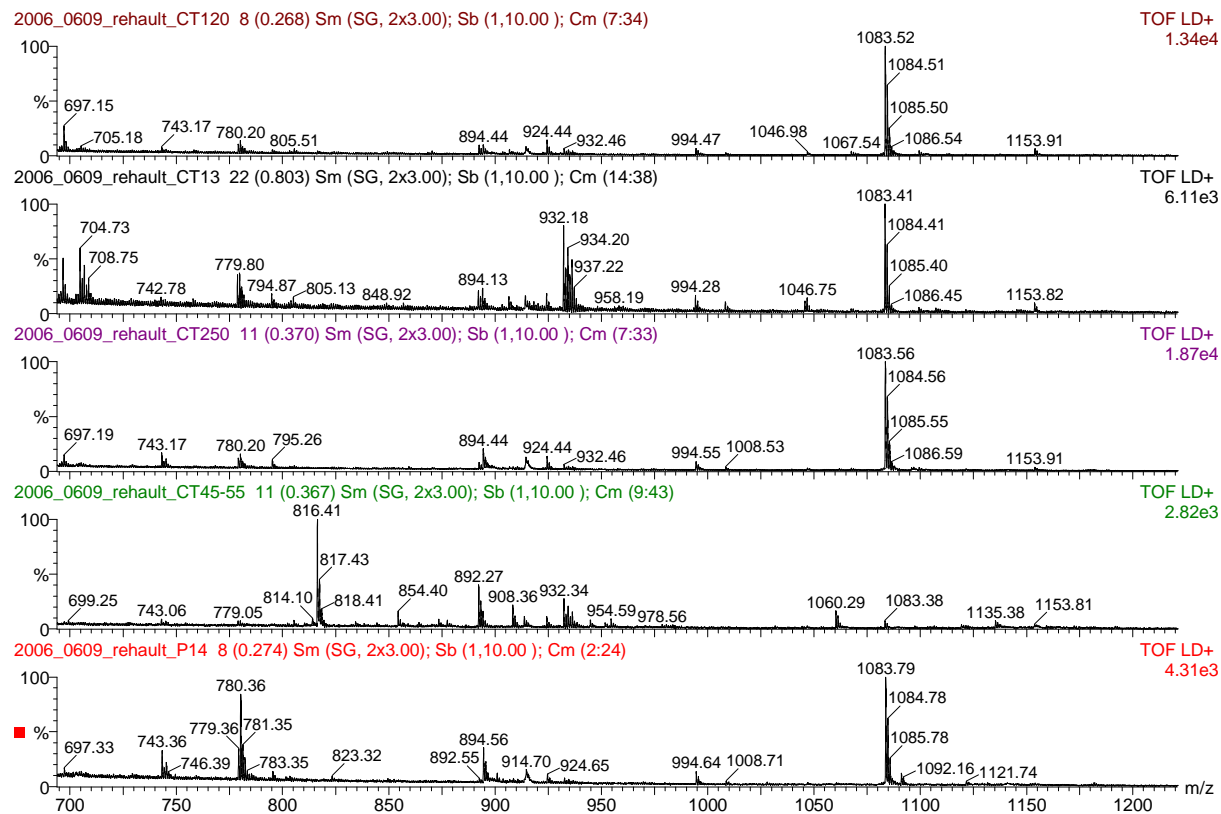 2006_0609_rehault_CT120 8 (0.268) Sm (SG, 2x3.00); Sb (1,10.00 ); Cm (7:34) TOF LD+
1.34e4
100
%
0
697.15 705.18 743.17 780.20 805.51 894.44 924.44 932.46 994.47 1046.98 1067.54 1083.52 1084.51 1085.50 1086.54 1153.91
2006_0609_rehault_CT13 22 (0.803) Sm (SG, 2x3.00); Sb (1,10.00 ); Cm (14:38) TOF LD+
6.11e3
100
%
0
704.73 708.75 742.78 779.80 794.87 805.13 848.92 894.13 932.18 934.20 937.22 958.19 994.28 1046.75 1083.41 1084.41 1085.40 1086.45 1153.82
2006_0609_rehault_CT250 11 (0.370) Sm (SG, 2x3.00); Sb (1,10.00 ); Cm (7:33) TOF LD+
1.87e4
100
%
0
697.19 743.17 780.20 795.26 894.44 924.44 932.46 994.55 1008.53 1083.56 1084.56 1085.55 1086.59 1153.91
2006_0609_rehault_CT45-55 11 (0.367) Sm (SG, 2x3.00); Sb (1,10.00 ); Cm (9:43) TOF LD+
2.82e3
100
%
0
699.25 743.06 779.05 814.10 816.41 817.43 818.41 854.40 892.27 908.36 932.34 954.59 978.56 1060.29 1083.38 1135.38 1153.81
2006_0609_rehault_P14 8 (0.274) Sm (SG, 2x3.00); Sb (1,10.00 ); Cm (2:24) TOF LD+
4.31e3
100
%
0
697.33 743.36 746.39 779.36 780.36 781.35 783.35 823.32 892.55 894.56 914.70 924.65 994.64 1008.71 1083.79 1084.78 1085.78 1092.16 1121.74
700 750 800 850 900 950 1000 1050 1100 1150 1200 m/z